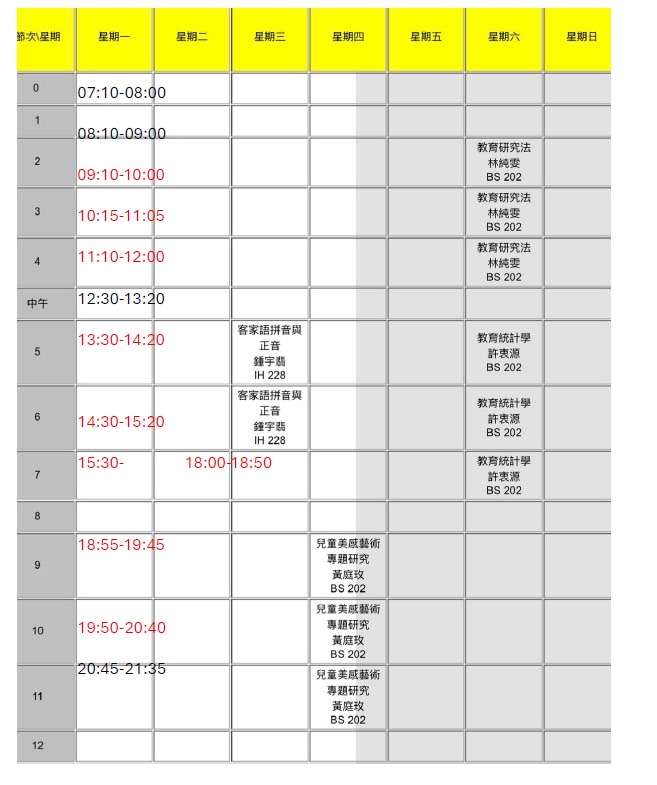 節次\星期 星期一 星期二 星期三 星期四 星期五 星期六 星期日
0
07:10-08:00
1
08:10-09:00
2
教育研究法
林純雯
BS 202
09:10-10:00
3
教育研究法
林純雯
BS 202
10:15-11:05
4
教育研究法
林純雯
BS 202
11:10-12:00
中午
12:30-13:20
5
13:30-14:20
客家語拼音與
正音
鍾宇翡
IH 228
教育統計學
許衷源
BS 202
6
14:30-15:20
客家語拼音與
正音
鍾宇翡
IH 228
教育統計學
許衷源
BS 202
7
15:30- 18:00-18:50
教育統計學
許衷源
BS 202
8
9
18:55-19:45
兒童美感藝術
專題研究
黃庭玫
BS 202
10
19:50-20:40
兒童美感藝術
專題研究
黃庭玫
BS 202
11
20:45-21:35
兒童美感藝術
專題研究
黃庭玫
BS 202
12